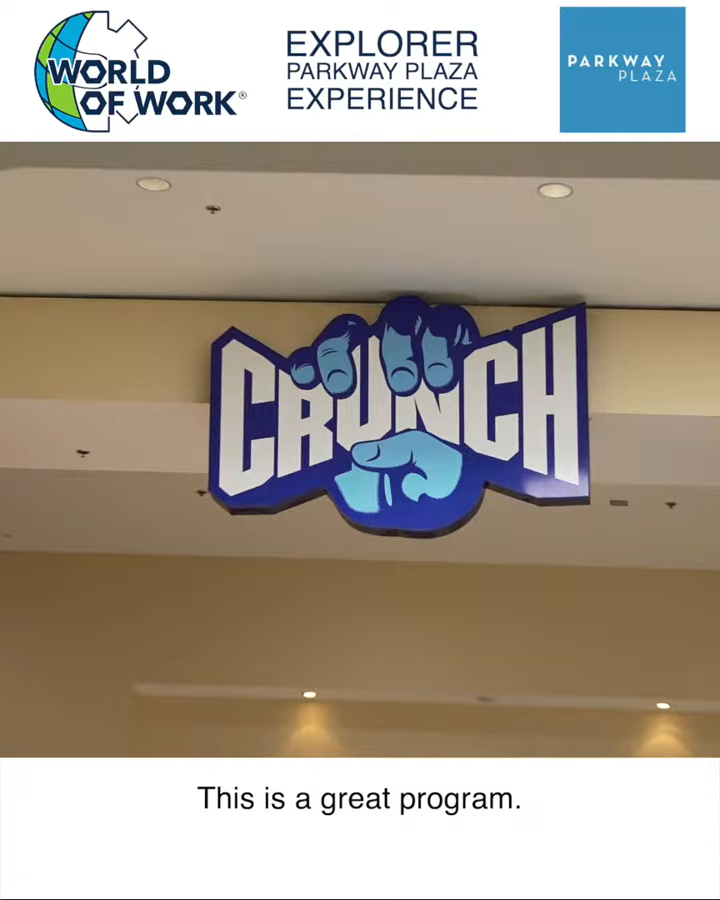 WORLD
OF WORK®
EXPLORER
PARKWAY PLAZA
EXPERIENCE
PARKWAY
PLAZA
CRUNCH
This is a great program.